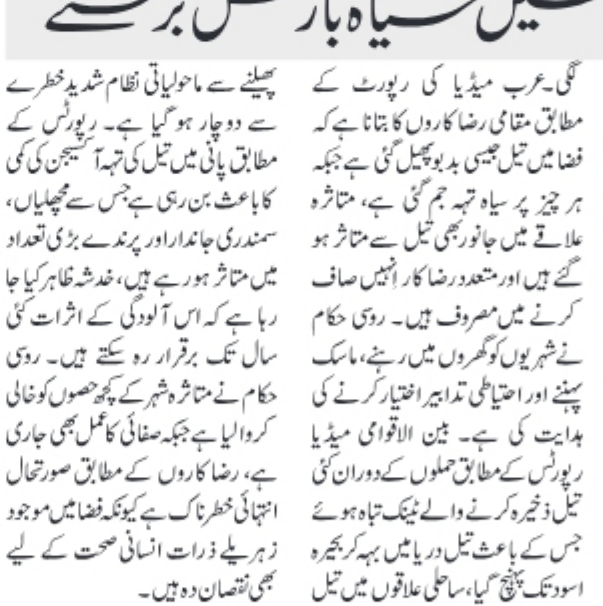 سیاہ بارش برسنے
لگی۔عرب میڈیا کی رپورٹ کے
مطابق مقامی رضا کاروں کا بتانا ہے کہ
فضا میں تیل جیسی بدبو پھیل گئی ہے جبکہ
ہر چیز پر سیاہ تہہ جم گئی ہے، متاثرہ
علاقے میں جانور بھی تیل سے متاثر ہو
گئے ہیں اور متعدد رضا کار انہیں صاف
کرنے میں مصروف ہیں۔ روسی حکام
نے شہریوں کو گھروں میں رہنے، ماسک
پہننے اور احتیاطی تدابیر اختیار کرنے کی
ہدایت کی ہے۔ بین الاقوامی میڈیا
رپورٹس کے مطابق حملوں کے دوران کئی
تیل ذخیرہ کرنے والے ٹینک تباہ ہوئے
جس کے باعث تیل دریا میں بہہ کر بحیرہ
اسود تک پہنچ گیا، ساحلی علاقوں میں تیل
پھیلنے سے ماحولیاتی نظام شدید خطرے
سے دوچار ہو گیا ہے۔ رپورٹس کے
مطابق پانی میں تیل کی تہہ آکسیجن کی کمی
کا باعث بن رہی ہے جس سے مچھلیاں،
سمندری جاندار اور پرندے بڑی تعداد
میں متاثر ہو رہے ہیں، خدشہ ظاہر کیا جا
رہا ہے کہ اس آلودگی کے اثرات کئی
سال تک برقرار رہ سکتے ہیں۔ روسی
حکام نے متاثرہ شہر کے کچھ حصوں کو خالی
کروا لیا ہے جبکہ صفائی کا عمل بھی جاری
ہے، رضا کاروں کے مطابق صورتحال
انتہائی خطرناک ہے کیونکہ فضا میں موجود
زہریلے ذرات انسانی صحت کے لیے
بھی نقصان دہ ہیں۔